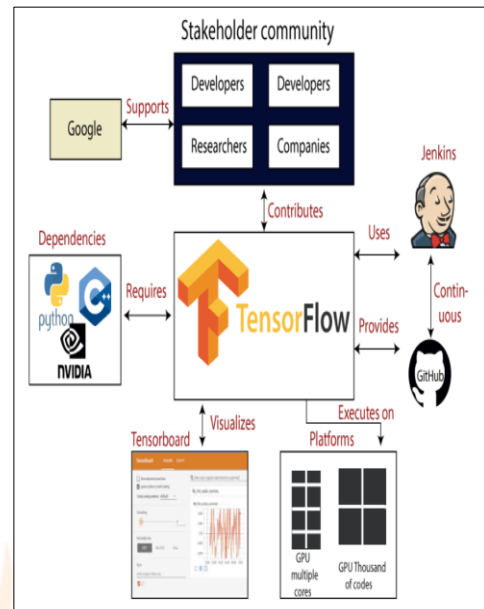 Stakeholder community
Developers
Developers
Researchers
Companies
Google
Supports
Contributes
Jenkins
Dependencies
python
C++
NVIDIA
Requires
TensorFlow
Uses
Provides
Contin-
uous
GitHub
Tensorboard
Visualizes
Executes on
Platforms
GPU
multiple
cores
GPU Thousand
of codes